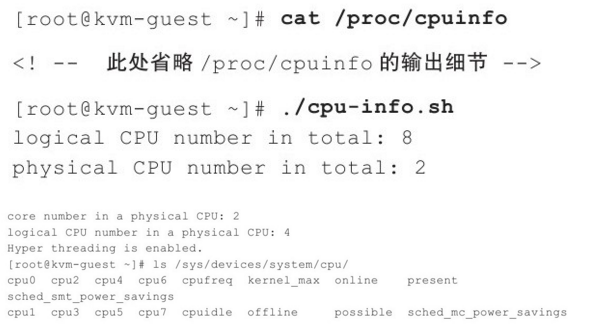 [root@kvm-guest ~]# cat /proc/cpuinfo
<! -- 此处省略 /proc/cpuinfo 的输出细节 -->
[root@kvm-guest ~]# ./cpu-info.sh
logical CPU number in total: 8
physical CPU number in total: 2
core number in a physical CPU: 2
logical CPU number in a physical CPU: 4
Hyper threading is enabled.
[root@kvm-guest ~]# ls /sys/devices/system/cpu/
cpu0 cpu2 cpu4 cpu6 cpufreq kernel_max online present
sched_smt_power_savings
cpu1 cpu3 cpu5 cpu7 cpuidle offline possible sched_mc_power_savings